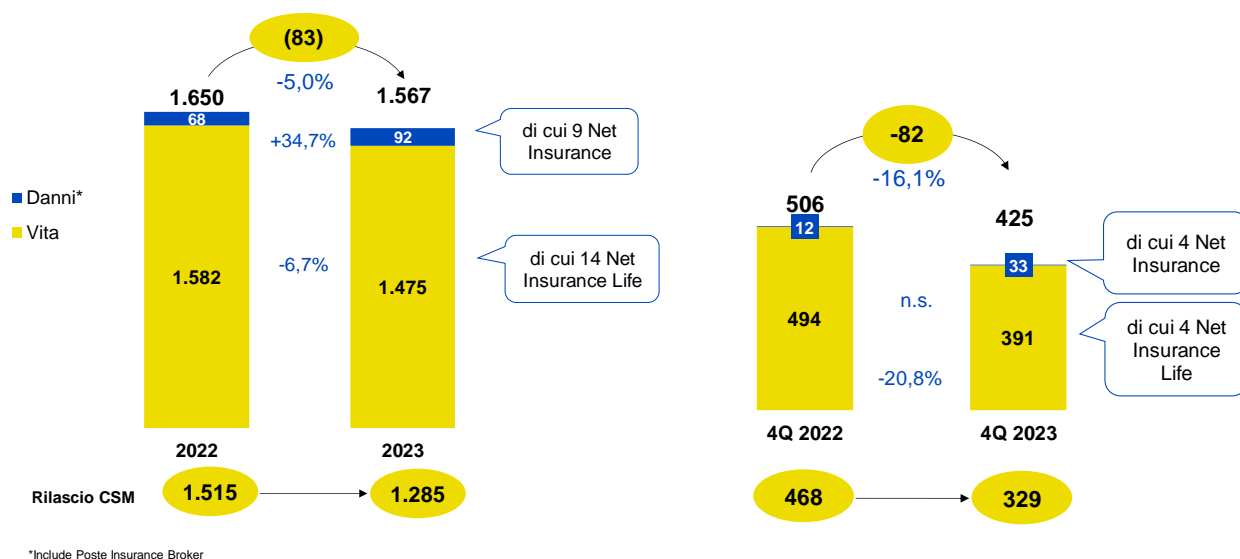 (83)
-5,0%
1.650
1.567
68
+34,7%
92
di cui 9 Net
Insurance
Danni*
Vita
1.582
-6,7%
1.475
di cui 14 Net
Insurance Life
2022
2023
Rilascio CSM
1.515
1.285
-82
-16,1%
506
425
12
33
di cui 4 Net
Insurance
n.s.
494
391
di cui 4 Net
Insurance
Life
-20,8%
4Q 2022
4Q 2023
468
329
*Include Poste Insurance Broker